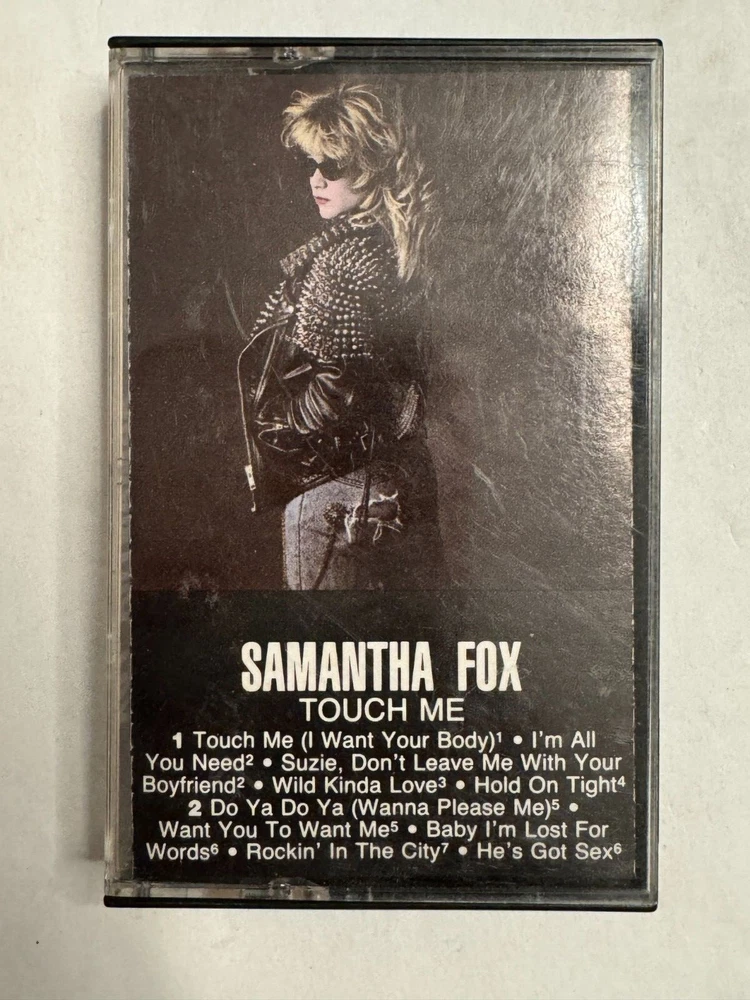 SAMANTHA FOX
TOUCH ME
1 Touch Me (I Want Your Body)¹ • I'm All
You Need² • Suzie, Don't Leave Me With Your
Boyfriend² • Wild Kinda Love³ • Hold On Tight⁴
2 Do Ya Do Ya (Wanna Please Me)⁵ •
Want You To Want Me⁵ • Baby I'm Lost For
Words⁶ • Rockin' In The City⁷ • He's Got Sex⁶